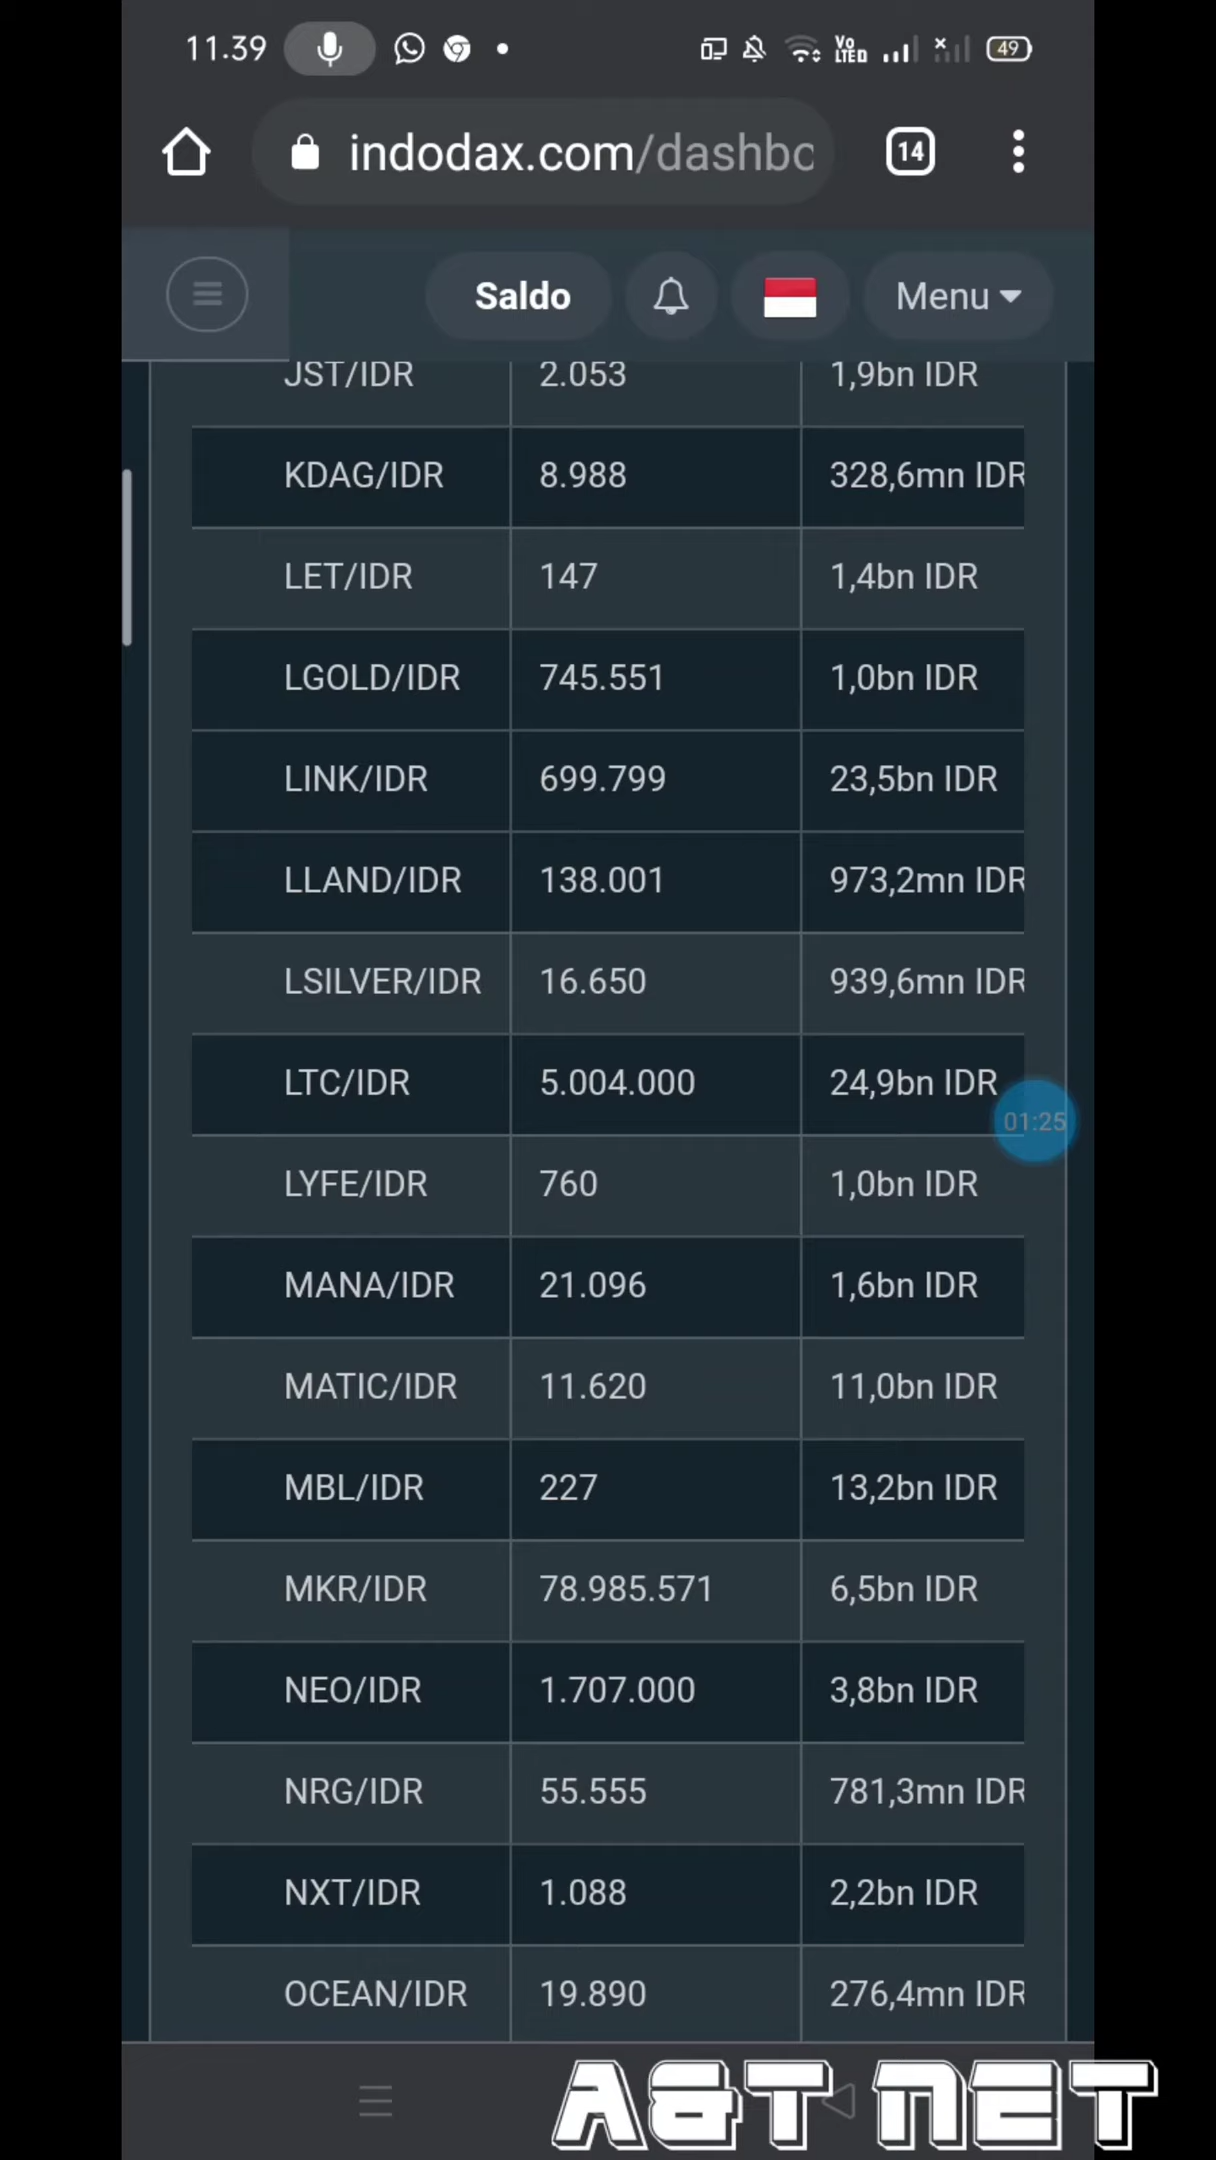 11.39 Vo LTED 49
indodax.com/dashbo 14
Saldo Menu
JST/IDR 2.053 1,9bn IDR
KDAG/IDR 8.988 328,6mn IDR
LET/IDR 147 1,4bn IDR
LGOLD/IDR 745.551 1,0bn IDR
LINK/IDR 699.799 23,5bn IDR
LLAND/IDR 138.001 973,2mn IDR
LSILVER/IDR 16.650 939,6mn IDR
LTC/IDR 5.004.000 24,9bn IDR
01:25
LYFE/IDR 760 1,0bn IDR
MANA/IDR 21.096 1,6bn IDR
MATIC/IDR 11.620 11,0bn IDR
MBL/IDR 227 13,2bn IDR
MKR/IDR 78.985.571 6,5bn IDR
NEO/IDR 1.707.000 3,8bn IDR
NRG/IDR 55.555 781,3mn IDR
NXT/IDR 1.088 2,2bn IDR
OCEAN/IDR 19.890 276,4mn IDR
A&T NET